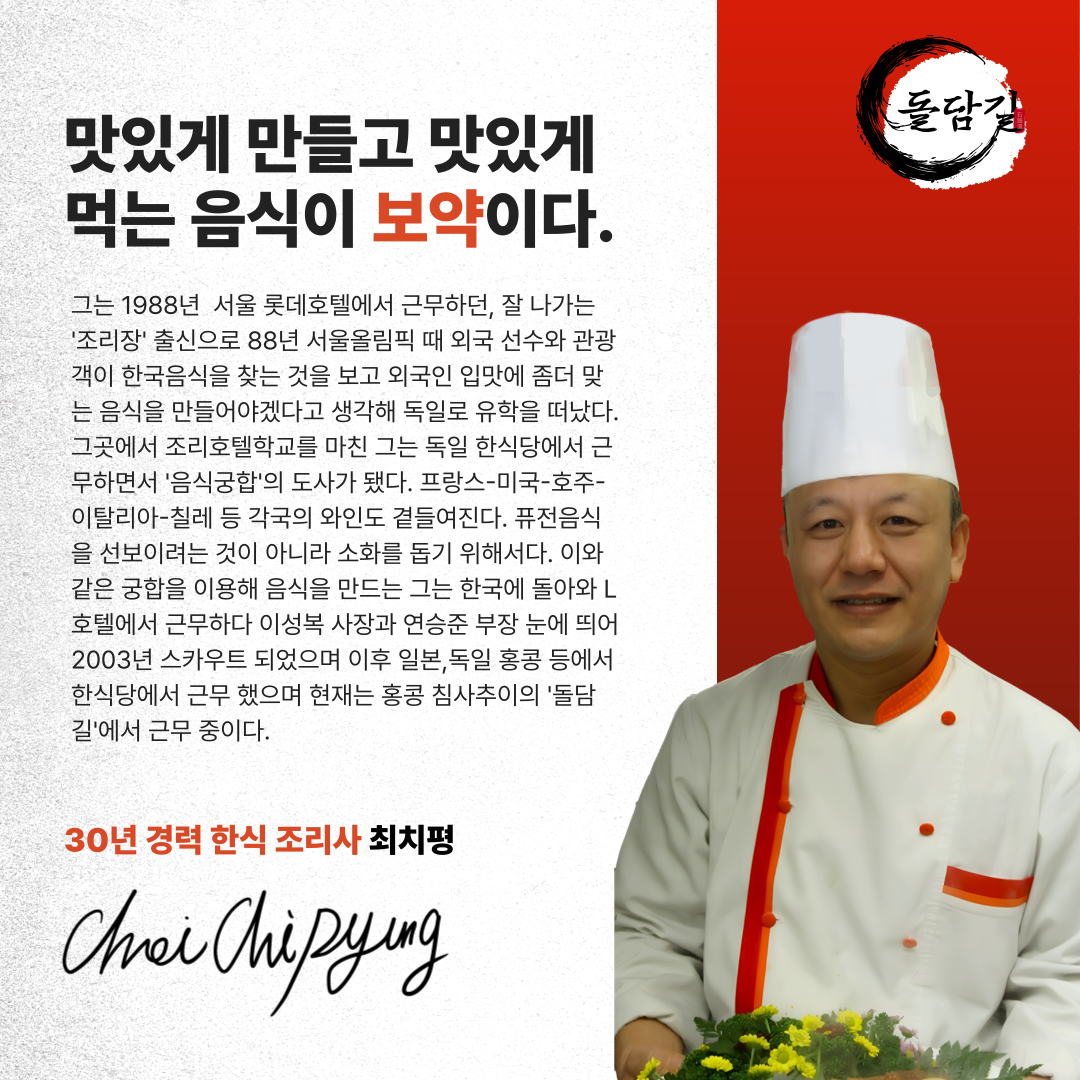 돌담길
맛있게 만들고 맛있게
먹는 음식이 보약이다.
그는 1988년 서울 롯데호텔에서 근무하던, 잘 나가는
'조리장' 출신으로 88년 서울올림픽 때 외국 선수와 관광
객이 한국음식을 찾는 것을 보고 외국인 입맛에 좀더 맞
는 음식을 만들어야겠다고 생각해 독일로 유학을 떠났다.
그곳에서 조리호텔학교를 마친 그는 독일 한식당에서 근
무하면서 '음식궁합'의 도사가 됐다. 프랑스-미국-호주-
이탈리아-칠레 등 각국의 와인도 곁들여진다. 퓨전음식
을 선보이려는 것이 아니라 소화를 돕기 위해서다. 이와
같은 궁합을 이용해 음식을 만드는 그는 한국에 돌아와 L
호텔에서 근무하다 이성복 사장과 연승준 부장 눈에 띄어
2003년 스카우트 되었으며 이후 일본,독일 홍콩 등에서
한식당에서 근무 했으며 현재는 홍콩 침사추이의 '돌담
길'에서 근무 중이다.
30년 경력 한식 조리사 최치평
Choi Chipyung